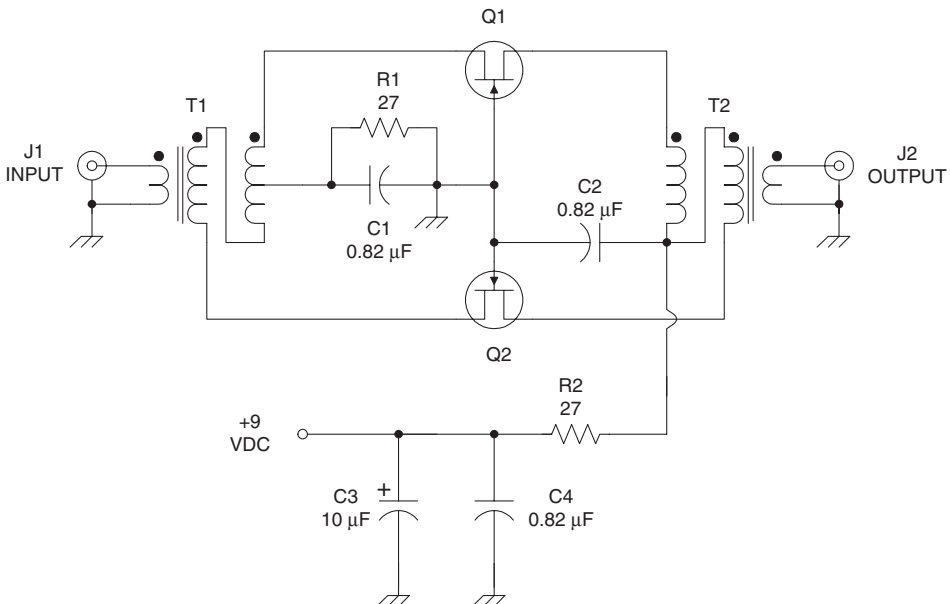 Q1
R1
27
T1
T2
J1
INPUT
J2
OUTPUT
C2
0.82 μF
C1
0.82 μF
Q2
R2
27
+9
VDC
C3
10 μF
+
C4
0.82 μF